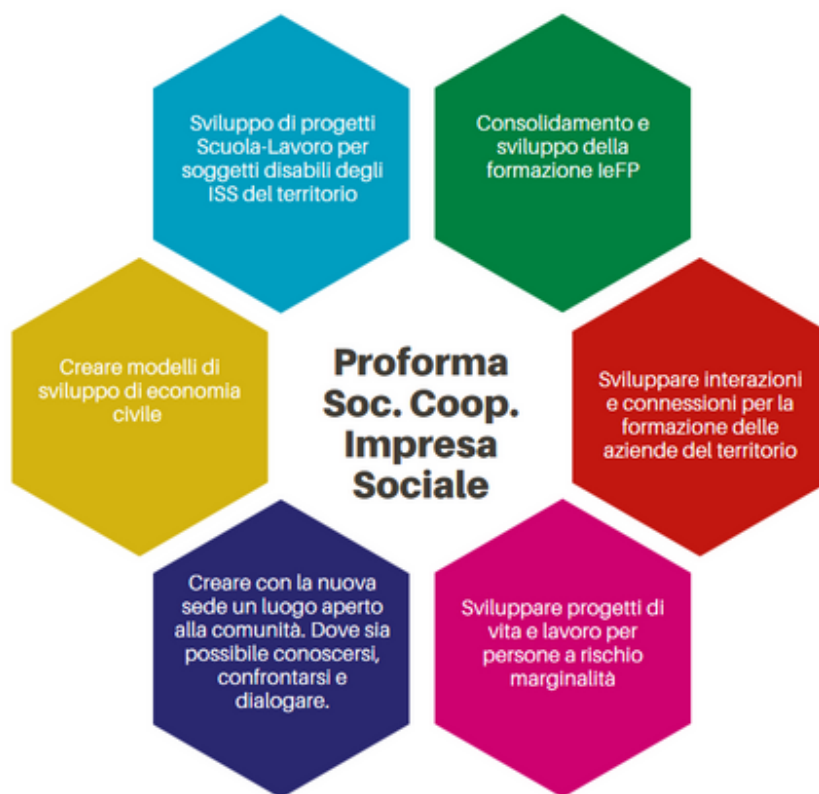 Sviluppo di progetti
Scuola-Lavoro per
soggetti disabili degli
ISS del territorio
Consolidamento e
sviluppo della
formazione IeFP
Creare modelli di
sviluppo di economia
civile
Proforma
Soc. Coop.
Impresa
Sociale
Sviluppare interazioni
e connessioni per la
formazione delle
aziende del territorio
Creare con la nuova
sede un luogo aperto
alla comunità. Dove sia
possibile conoscersi,
confrontarsi e
dialogare.
Sviluppare progetti di
vita e lavoro per
persone a rischio
marginalità